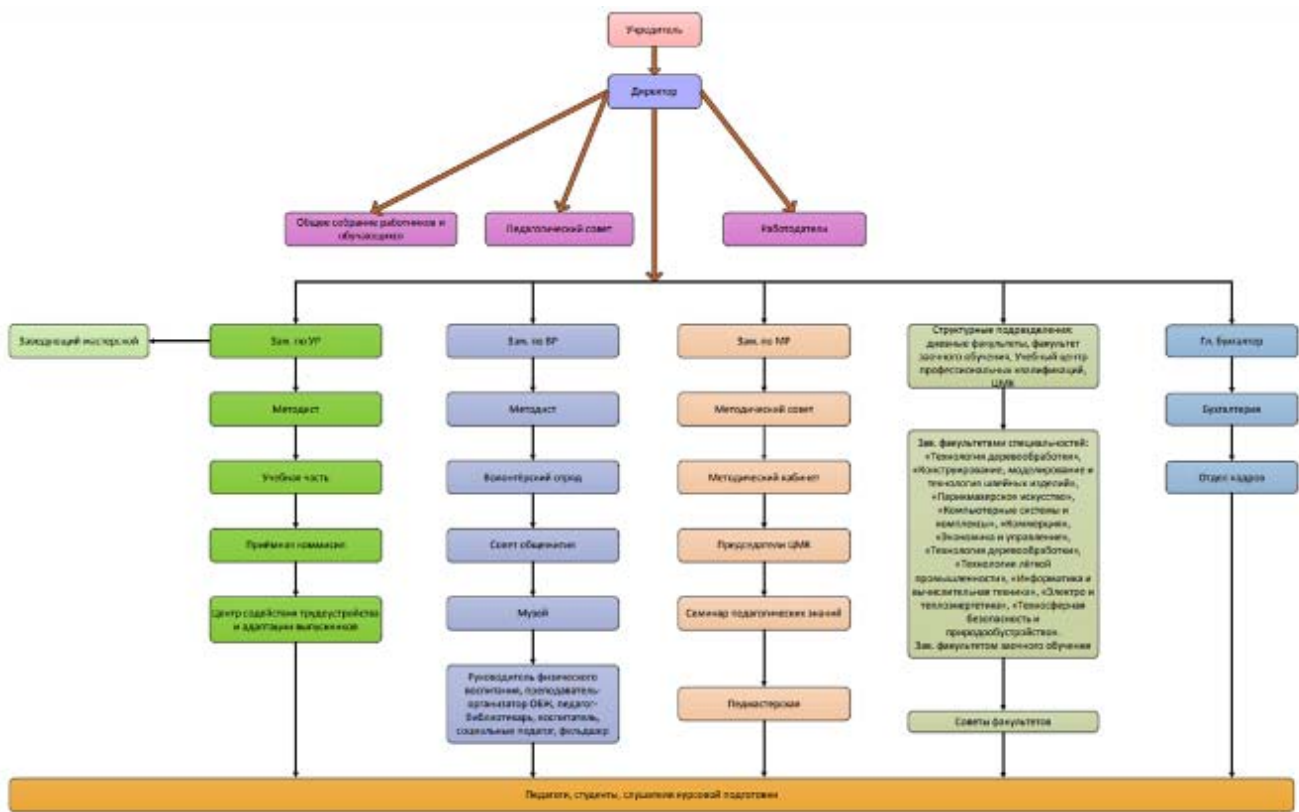 Учредитель
Директор
Общее собрание работников и
обучающихся
Педагогический совет
Работодатели
Заведующий мастерской
Зам. по УР
Зам. по ВР
Зам. по МР
Структурные подразделения:
дневные факультеты, факультет
заочного обучения, Учебный центр
профессиональных квалификаций,
ЦМК
Гл. бухгалтер
Методист
Методист
Методический совет
Бухгалтерия
Учебная часть
Волонтёрский отряд
Методический кабинет
Зав. факультетами специальностей:
«Технология деревообработки»,
«Конструирование, моделирование и
технология швейных изделий»,
«Парикмахерское искусство»,
«Компьютерные системы и
комплексы», «Коммерция»,
«Экономика и управление»,
«Технология деревообработки»,
«Технология лёгкой
промышленности», «Информатика и
вычислительная техника», «Электро и
теплоэнергетика», «Техносферная
безопасность и
природообустройство».
Зав. факультетом заочного обучения
Отдел кадров
Приёмная комиссия
Совет общежития
Председатели ЦМК
Центр содействия трудоустройства
и адаптации выпускников
Музей
Семинар педагогических знаний
Руководитель физического
воспитания, преподаватель-
организатор ОБЖ, педагог-
библиотекарь, воспитатель,
социальный педагог, фельдшер
Педмастерская
Советы факультетов
Педагоги, студенты, слушатели курсовой подготовки